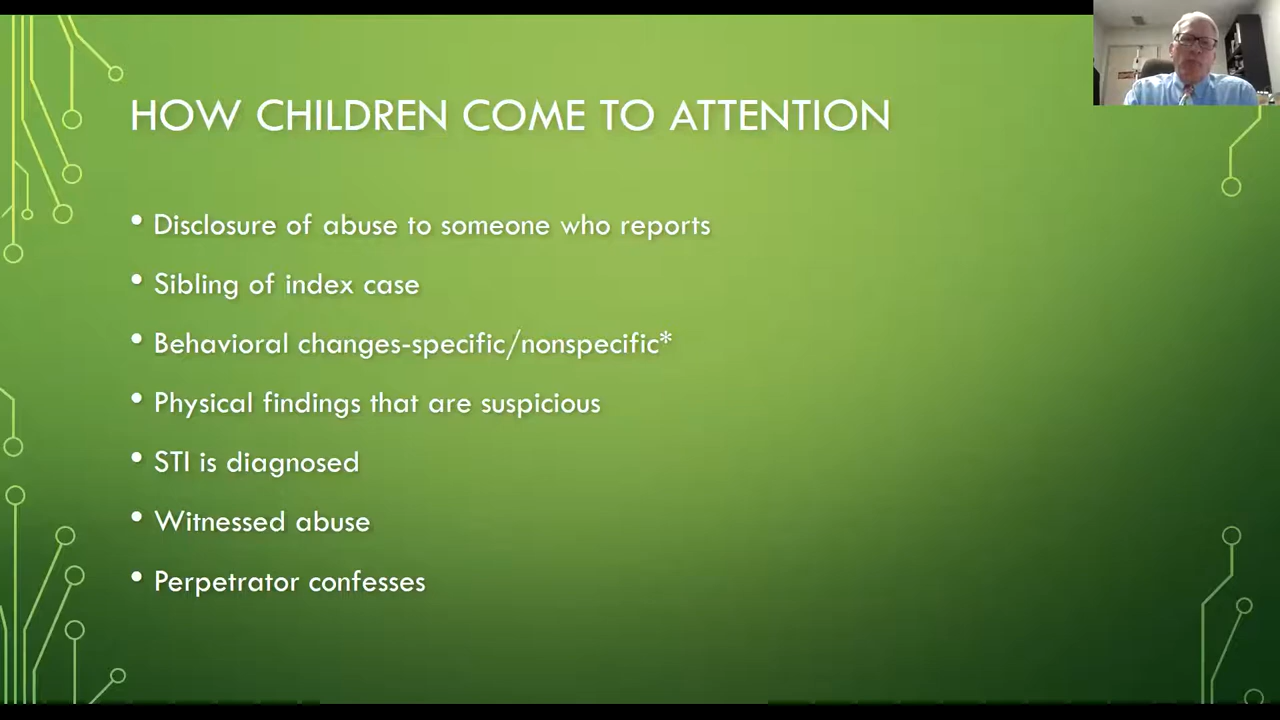 HOW CHILDREN COME TO ATTENTION
• Disclosure of abuse to someone who reports
• Sibling of index case
• Behavioral changes-specific/nonspecific*
• Physical findings that are suspicious
• STI is diagnosed
• Witnessed abuse
• Perpetrator confesses